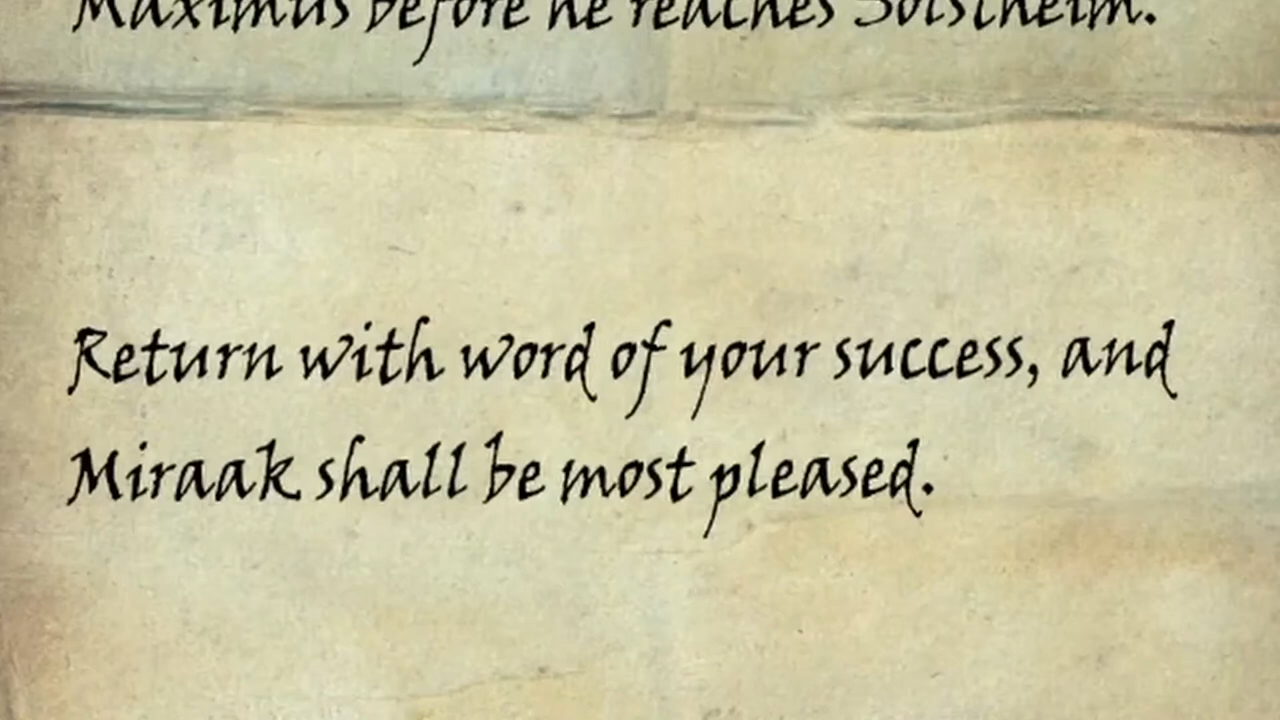 Maximus before he reaches Solstheim.
Return with word of your success, and
Miraak shall be most pleased.